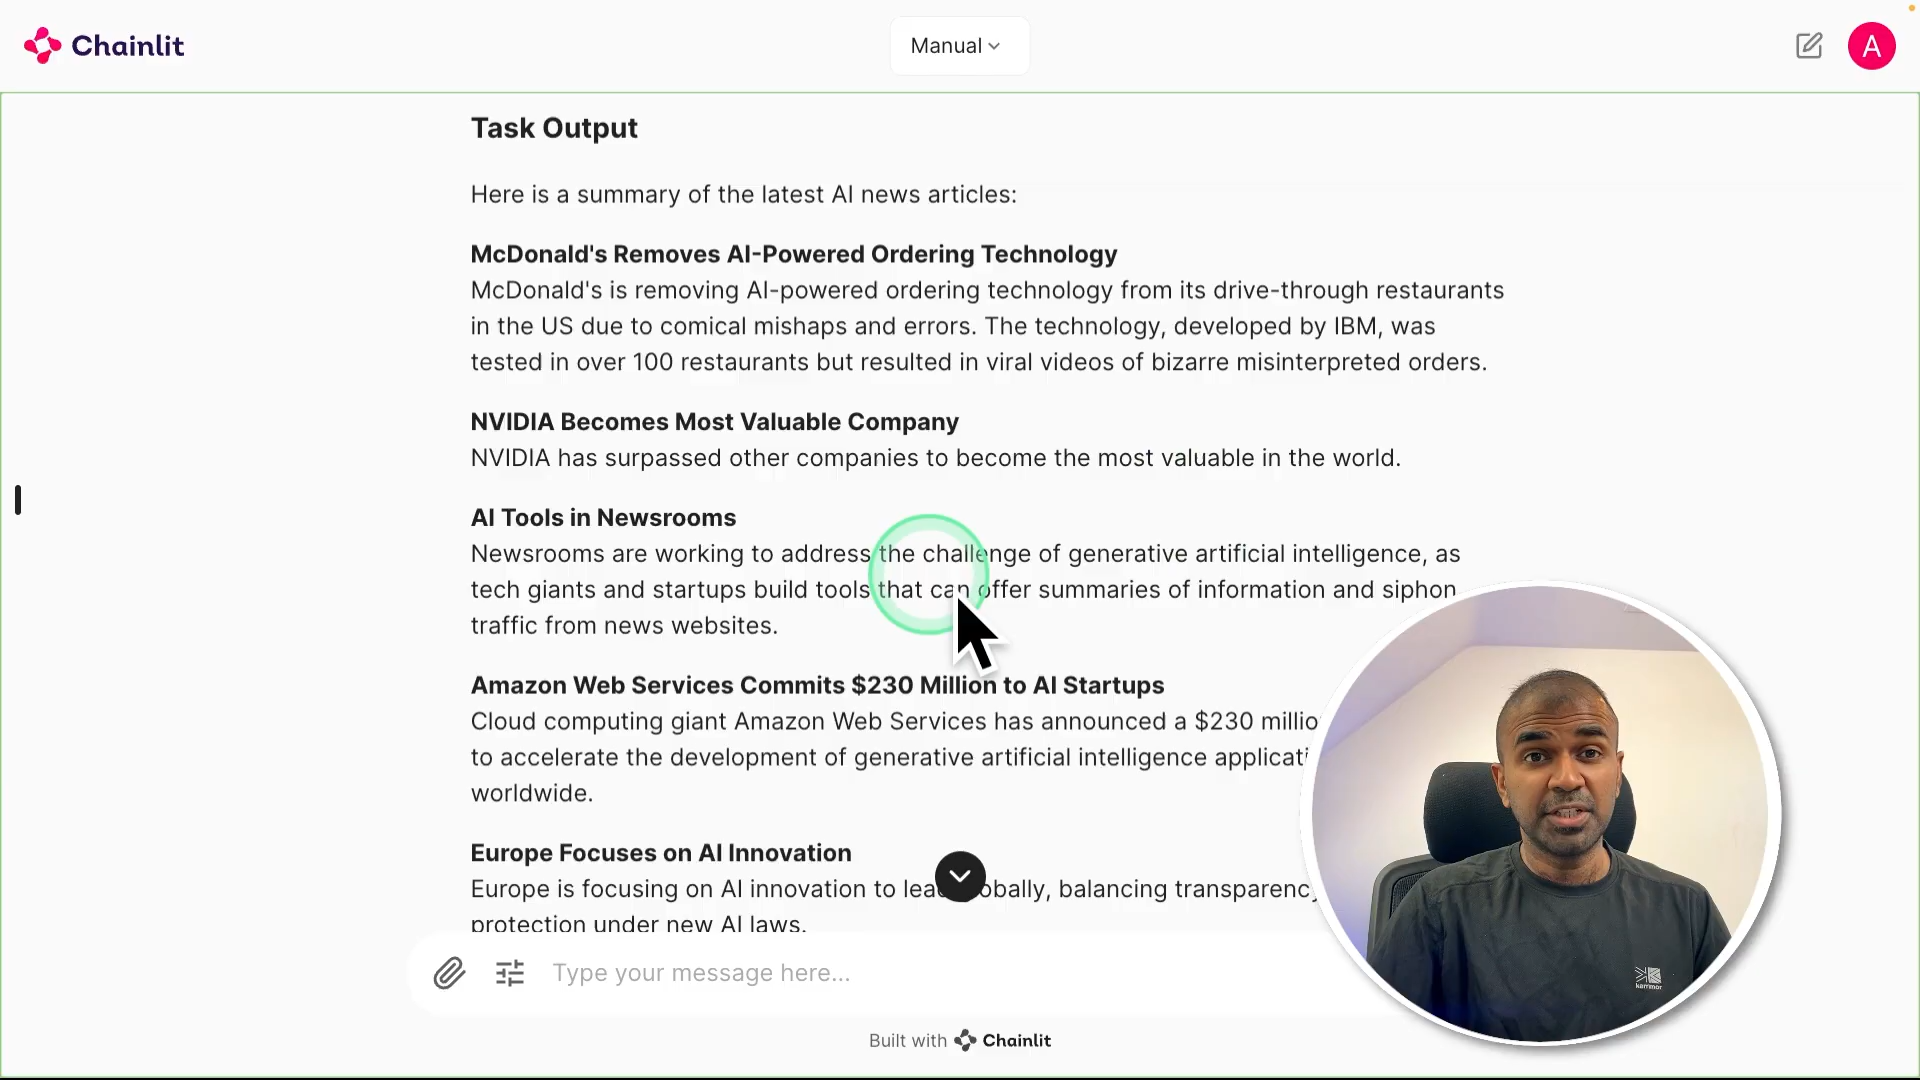 Chainlit
Manual
A
Task Output
Here is a summary of the latest AI news articles:
McDonald's Removes AI-Powered Ordering Technology
McDonald's is removing AI-powered ordering technology from its drive-through restaurants
in the US due to comical mishaps and errors. The technology, developed by IBM, was
tested in over 100 restaurants but resulted in viral videos of bizarre misinterpreted orders.
NVIDIA Becomes Most Valuable Company
NVIDIA has surpassed other companies to become the most valuable in the world.
AI Tools in Newsrooms
Newsrooms are working to address the challenge of generative artificial intelligence, as
tech giants and startups build tools that can offer summaries of information and siphon
traffic from news websites.
Amazon Web Services Commits $230 Million to AI Startups
Cloud computing giant Amazon Web Services has announced a $230
to accelerate the development of generative artificial intelligence
worldwide.
Europe Focuses on AI Innovation
Europe is focusing on AI innovation to balancing
protection under new AI laws.
Type your message here...
Built with Chainlit
karrimor